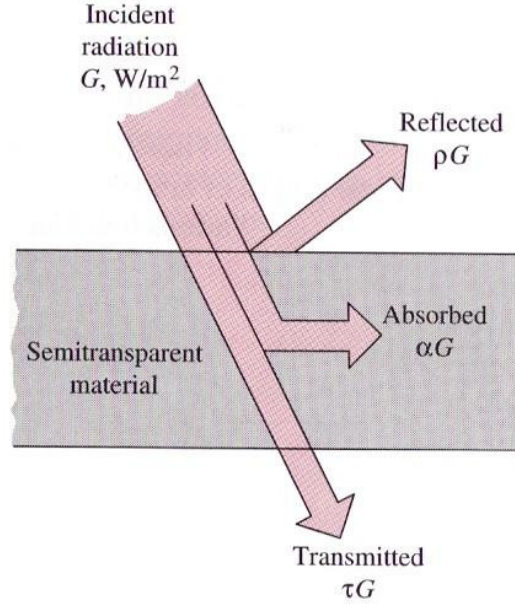 Incident
radiation
G, W/m²
Reflected
ρG
Absorbed
αG
Semitransparent
material
Transmitted
τG